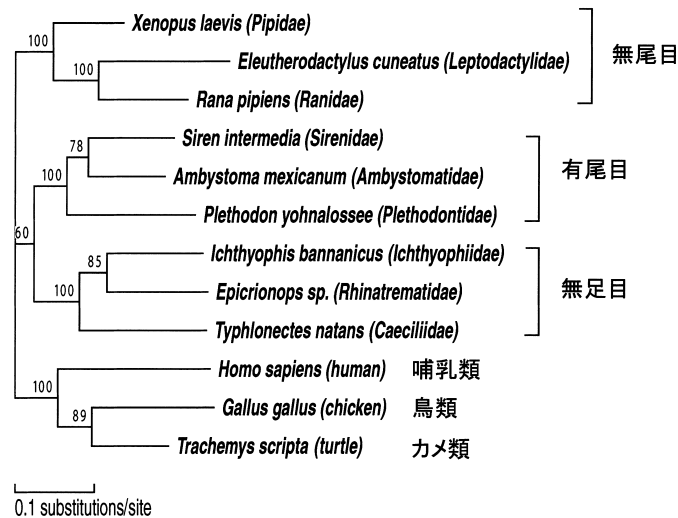 Xenopus laevis (Pipidae)
100
無尾目
Eleutherodactylus cuneatus (Leptodactylidae)
100
Rana pipiens (Ranidae)
Siren intermedia (Sirenidae)
78
有尾目
Ambystoma mexicanum (Ambystomatidae)
100
Plethodon yohnalossee (Plethodontidae)
60
Ichthyophis bannanicus (Ichthyophiidae)
85
無足目
Epicrionops sp. (Rhinatrematidae)
100
Typhlonectes natans (Caeciliidae)
Homo sapiens (human) 哺乳類
100
Gallus gallus (chicken) 鳥類
89
Trachemys scripta (turtle) カメ類
0.1 substitutions/site